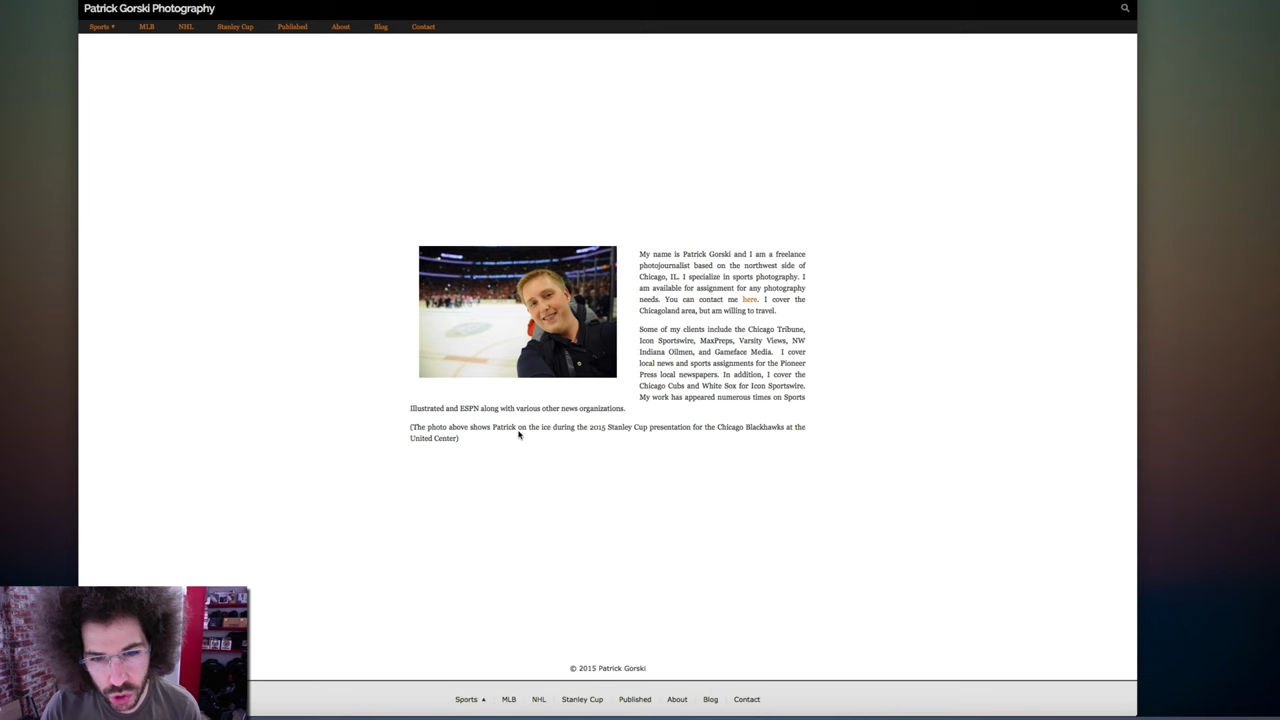 Patrick Gorski Photography
Sports ▾ MLB NHL Stanley Cup Published About Blog Contact
My name is Patrick Gorski and I am a freelance
photojournalist based on the northwest side of
Chicago, IL. I specialize in sports photography. I
am available for assignment for any photography
needs. You can contact me here. I cover the
Chicagoland area, but am willing to travel.
Some of my clients include the Chicago Tribune,
Icon Sportswire, MaxPreps, Varsity Views, NW
Indiana Oilmen, and Gameface Media. I cover
local news and sports assignments for the Pioneer
Press local newspapers. In addition, I cover the
Chicago Cubs and White Sox for Icon Sportswire.
My work has appeared numerous times on Sports
Illustrated and ESPN along with various other news organizations.
(The photo above shows Patrick on the ice during the 2015 Stanley Cup presentation for the Chicago Blackhawks at the
United Center)
© 2015 Patrick Gorski
Sports ▴ MLB NHL Stanley Cup Published About Blog Contact